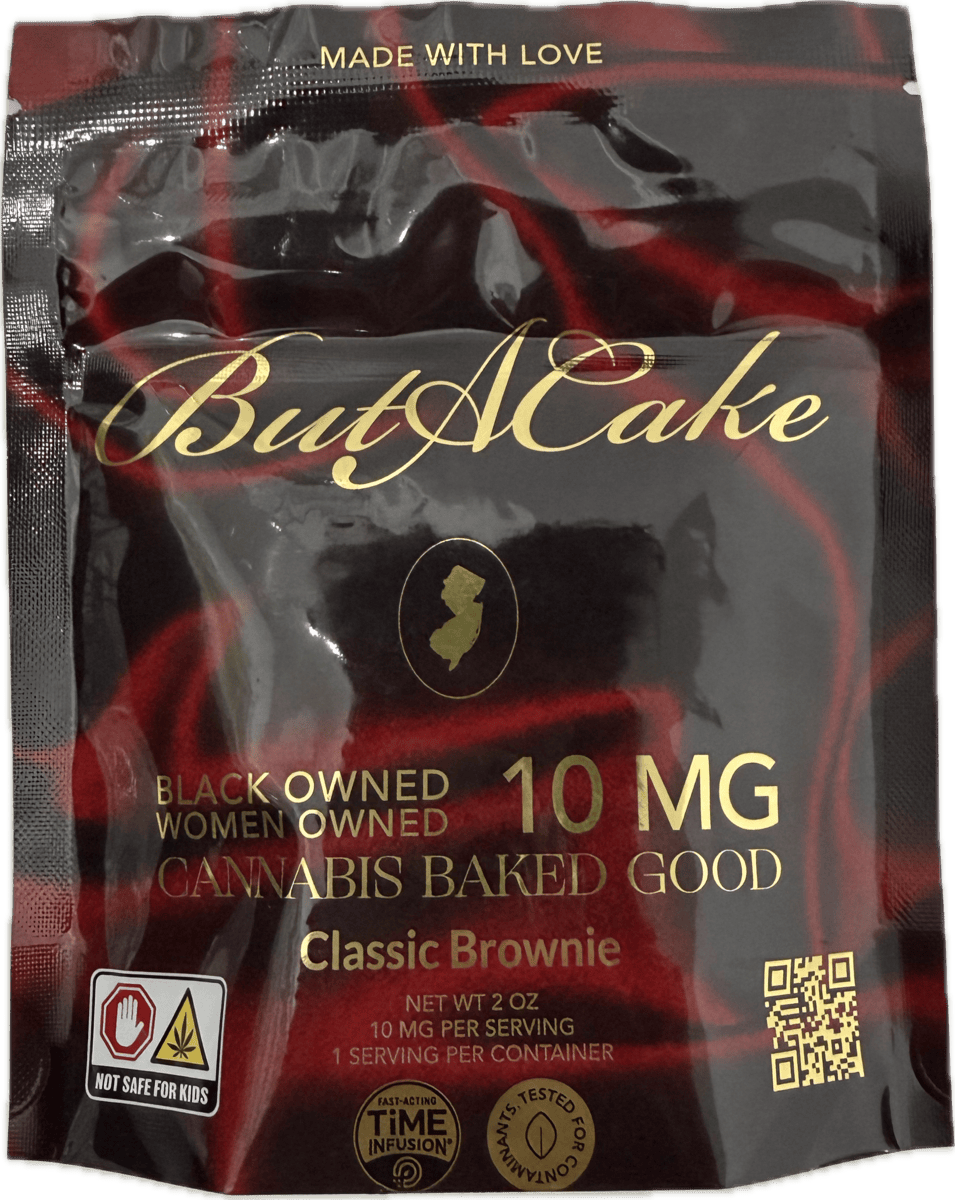 MADE WITH LOVE
ButACake
BLACK OWNED
WOMEN OWNED
10 MG
CANNABIS BAKED GOOD
Classic Brownie
NET WT 2 OZ
10 MG PER SERVING
1 SERVING PER CONTAINER
NOT SAFE FOR KIDS
FAST-ACTING
TiME
INFUSION®
TESTED FOR CONTAMINANTS.